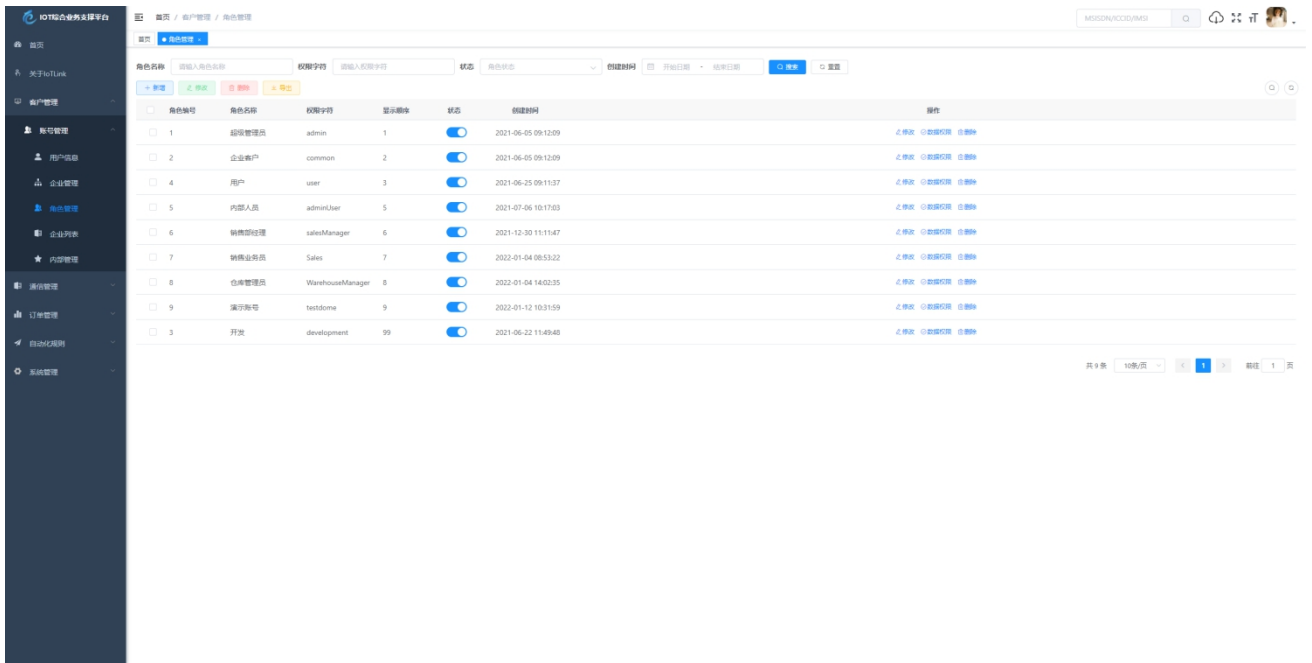 IOT综合业务支撑平台
首页 / 客户管理 / 角色管理
MSISDN/ICCID/IMSI
首页
关于IoTLink
客户管理
账号管理
用户信息
企业管理
角色管理
企业列表
内部管理
通信管理
订单管理
自动化规则
系统管理
首页 角色管理 ×
角色名称 请输入角色名称 权限字符 请输入权限字符 状态 角色状态 创建时间 开始日期 - 结束日期 搜索 重置
+ 新增 修改 删除 导出
角色编号 角色名称 权限字符 显示顺序 状态 创建时间 操作
1 超级管理员 admin 1 2021-06-05 09:12:09 修改 数据权限 删除
2 企业客户 common 2 2021-06-05 09:12:09 修改 数据权限 删除
4 用户 user 3 2021-06-25 09:11:37 修改 数据权限 删除
5 内部人员 adminUser 5 2021-07-06 10:17:03 修改 数据权限 删除
6 销售部经理 salesManager 6 2021-12-30 11:11:47 修改 数据权限 删除
7 销售业务员 Sales 7 2022-01-04 08:53:22 修改 数据权限 删除
8 仓库管理员 WarehouseManager 8 2022-01-04 14:02:35 修改 数据权限 删除
9 演示账号 testdome 9 2022-01-12 10:31:59 修改 数据权限 删除
3 开发 development 99 2021-06-22 11:49:48 修改 数据权限 删除
共 9 条 10条/页 < 1 > 前往 1 页